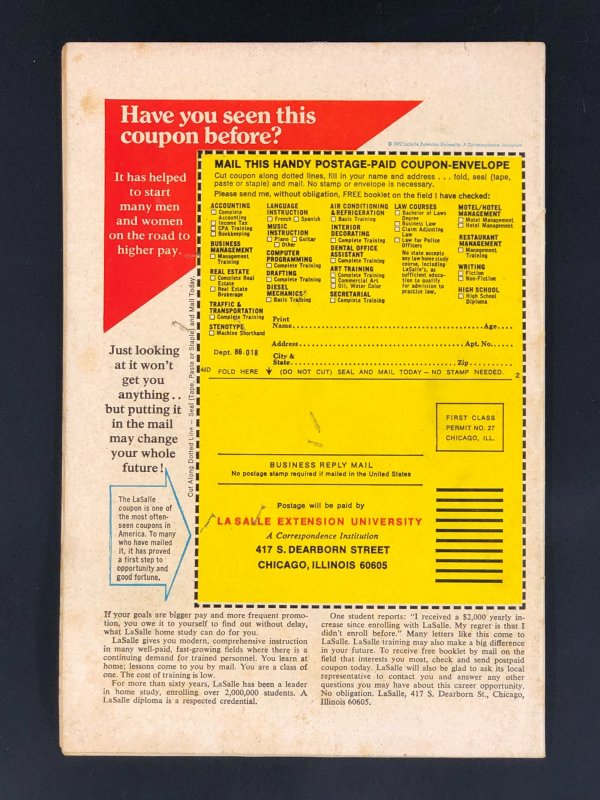 Have you seen this
coupon before?
© 1972 LaSalle Extension University: A Correspondence Institution
It has helped
to start
many men
and women
on the road to
higher pay.
MAIL THIS HANDY POSTAGE-PAID COUPON-ENVELOPE
Cut coupon along dotted lines, fill in your name and address . . . fold, seal (tape,
paste or staple) and mail. No stamp or envelope is necessary.
Please send me, without obligation, FREE booklet on the field I have checked:
ACCOUNTING
Complete
Accounting
Income Tax
CPA Training
Bookkeeping
BUSINESS
MANAGEMENT
Management
Training
REAL ESTATE
Complete Real
Estate
Real Estate
Brokerage
TRAFFIC &
TRANSPORTATION
Complete Training
STENOTYPE
Machine Shorthand
LANGUAGE
INSTRUCTION
French Spanish
MUSIC
INSTRUCTION
Piano Guitar
Other
COMPUTER
PROGRAMMING
Complete Training
DRAFTING
Complete Training
DIESEL
MECHANICS
Basic Training
AIR CONDITIONING
& REFRIGERATION
Basic Training
INTERIOR
DECORATING
Complete Training
DENTAL OFFICE
ASSISTANT
Complete Training
ART TRAINING
Complete Training
Commercial Art
Oil, Water Color
SECRETARIAL
Complete Training
LAW COURSES
Bachelor of Laws
Degree
Business Law
Claim Adjusting
Law
Law for Police
Officers
No state accepts
any law home study
course, including
LaSalle's, as
sufficient educa-
tion to qualify
for admission to
practice law.
MOTEL/HOTEL
MANAGEMENT
Motel Management
Hotel Management
RESTAURANT
MANAGEMENT
Management
Training
WRITING
Fiction
Non-Fiction
HIGH SCHOOL
High School
Diploma
Print
Name Age
Address Apt. No.
Dept. 86-018
City &
State Zip
46D FOLD HERE (DO NOT CUT) SEAL AND MAIL TODAY — NO STAMP NEEDED. 2
Cut Along Dotted Line — Seal (Tape, Paste or Staple) and Mail Today.
Just looking
at it won't
get you
anything . .
but putting it
in the mail
may change
your whole
future!
The LaSalle
coupon is one
of the most often-
seen coupons in
America. To many
who have mailed
it, it has proved
a first step to
opportunity and
good fortune.
FIRST CLASS
PERMIT NO. 27
CHICAGO, ILL.
BUSINESS REPLY MAIL
No postage stamp required if mailed in the United States
Postage will be paid by
LA SALLE EXTENSION UNIVERSITY
A Correspondence Institution
417 S. DEARBORN STREET
CHICAGO, ILLINOIS 60605
If your goals are bigger pay and more frequent promo-
tion, you owe it to yourself to find out without delay,
what LaSalle home study can do for you.
LaSalle gives you modern, comprehensive instruction
in many well-paid, fast-growing fields where there is a
continuing demand for trained personnel. You learn at
home; lessons come to you by mail. You are a class of
one. The cost of training is low.
For more than sixty years, LaSalle has been a leader
in home study, enrolling over 2,000,000 students. A
LaSalle diploma is a respected credential.
One student reports: "I received a $2,000 yearly in-
crease since enrolling with LaSalle. My regret is that I
didn't enroll before." Many letters like this come to
LaSalle. LaSalle training may also make a big difference
in your future. To receive free booklet by mail on the
field that interests you most, check and send postpaid
coupon today. LaSalle will also be glad to ask its local
representative to contact you and answer any other
questions you may have about this career opportunity.
No obligation. LaSalle, 417 S. Dearborn St., Chicago,
Illinois 60605.